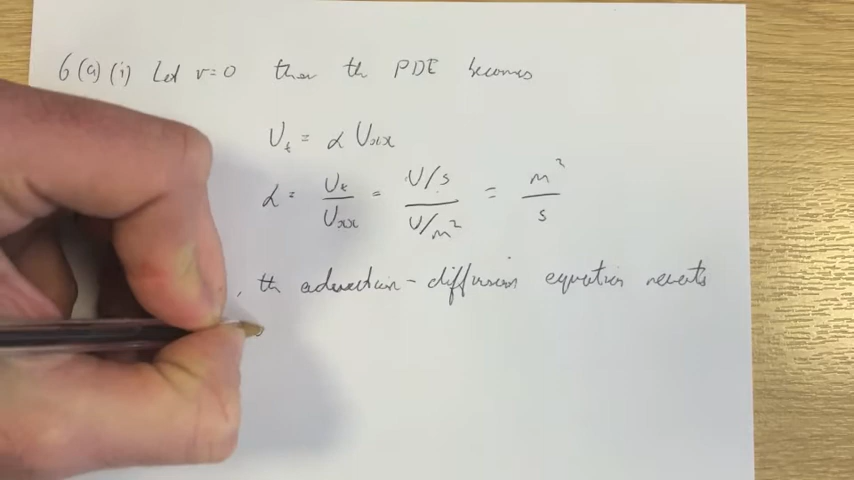 6 (a) (i) Let v=0 then the PDE becomes
U_t = α U_xx
α = U_t / U_xx = (U/s) / (U/m²) = m² / s
, the advection-diffusion equation reverts